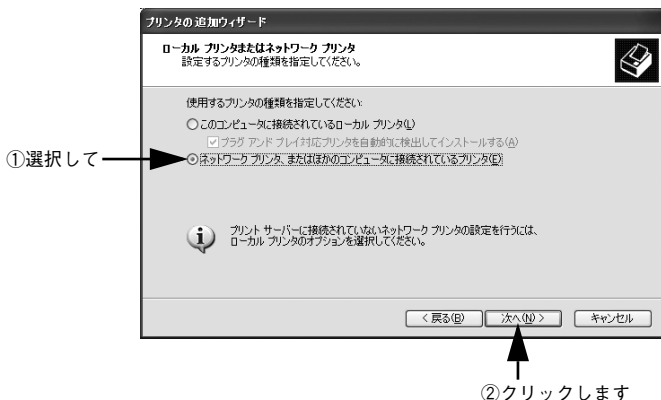 プリンタの追加ウィザード
ローカル プリンタまたはネットワーク プリンタ
設定するプリンタの種類を指定してください。
使用するプリンタの種類を指定してください:
このコンピュータに接続されているローカル プリンタ(L)
プラグ アンド プレイ対応プリンタを自動的に検出してインストールする(A)
①選択して
ネットワーク プリンタ、またはほかのコンピュータに接続されているプリンタ(E)
プリント サーバーに接続されていないネットワーク プリンタの設定を行うには、
ローカル プリンタのオプションを選択してください。
< 戻る(B) 次へ(N) > キャンセル
②クリックします